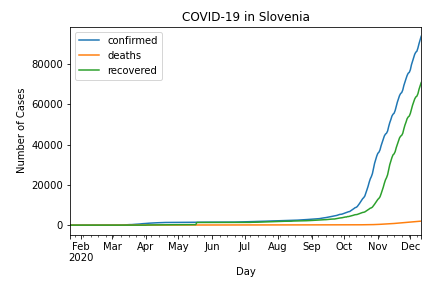 COVID-19 in Slovenia
confirmed
deaths
recovered
Number of Cases
80000
60000
40000
20000
0
Feb Mar Apr May Jun Jul Aug Sep Oct Nov Dec
2020
Day